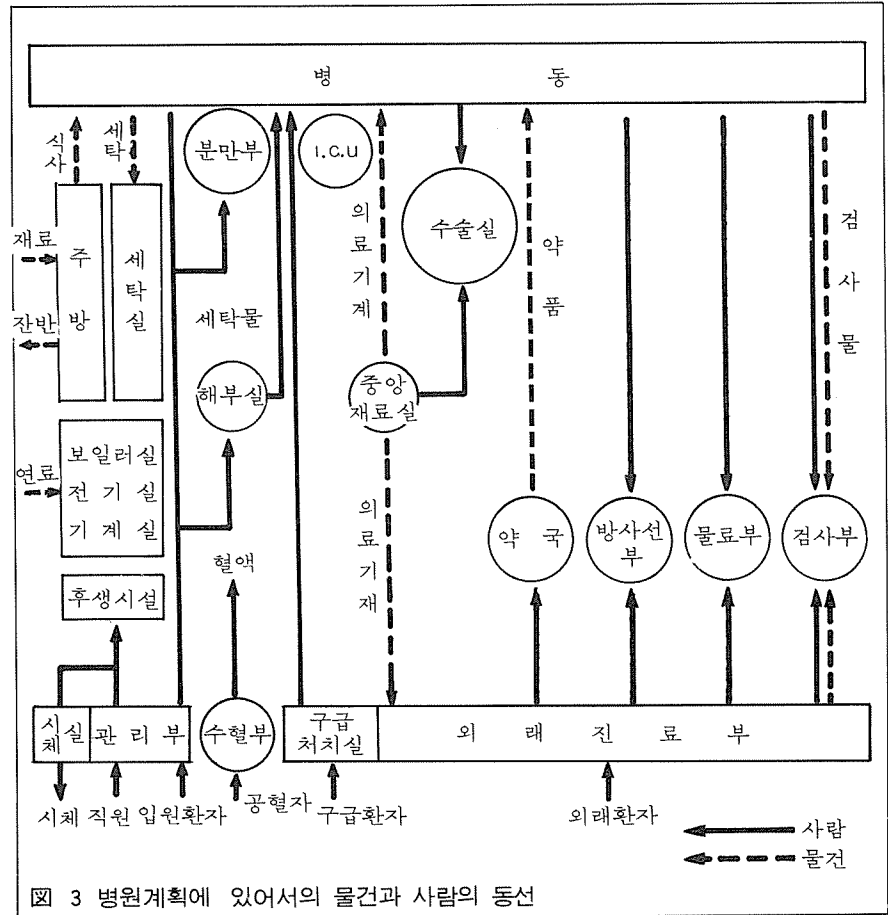 병 동
식사
세탁
분만부
I.C.U
의료기계
수술실
약품
검사물
재료
주방
세탁실
잔반
세탁물
해부실
중앙
재료실
연료
보일러실
전기실
기계실
의료기재
약 국
방사선
부
물료부
검사부
혈액
후생시설
시체실
관리부
수혈부
구급
처치실
외 래 진 료 부
시체 직원 입원환자 공혈자 구급환자 외래환자
사람
물건
図 3 병원계획에 있어서의 물건과 사람의 동선